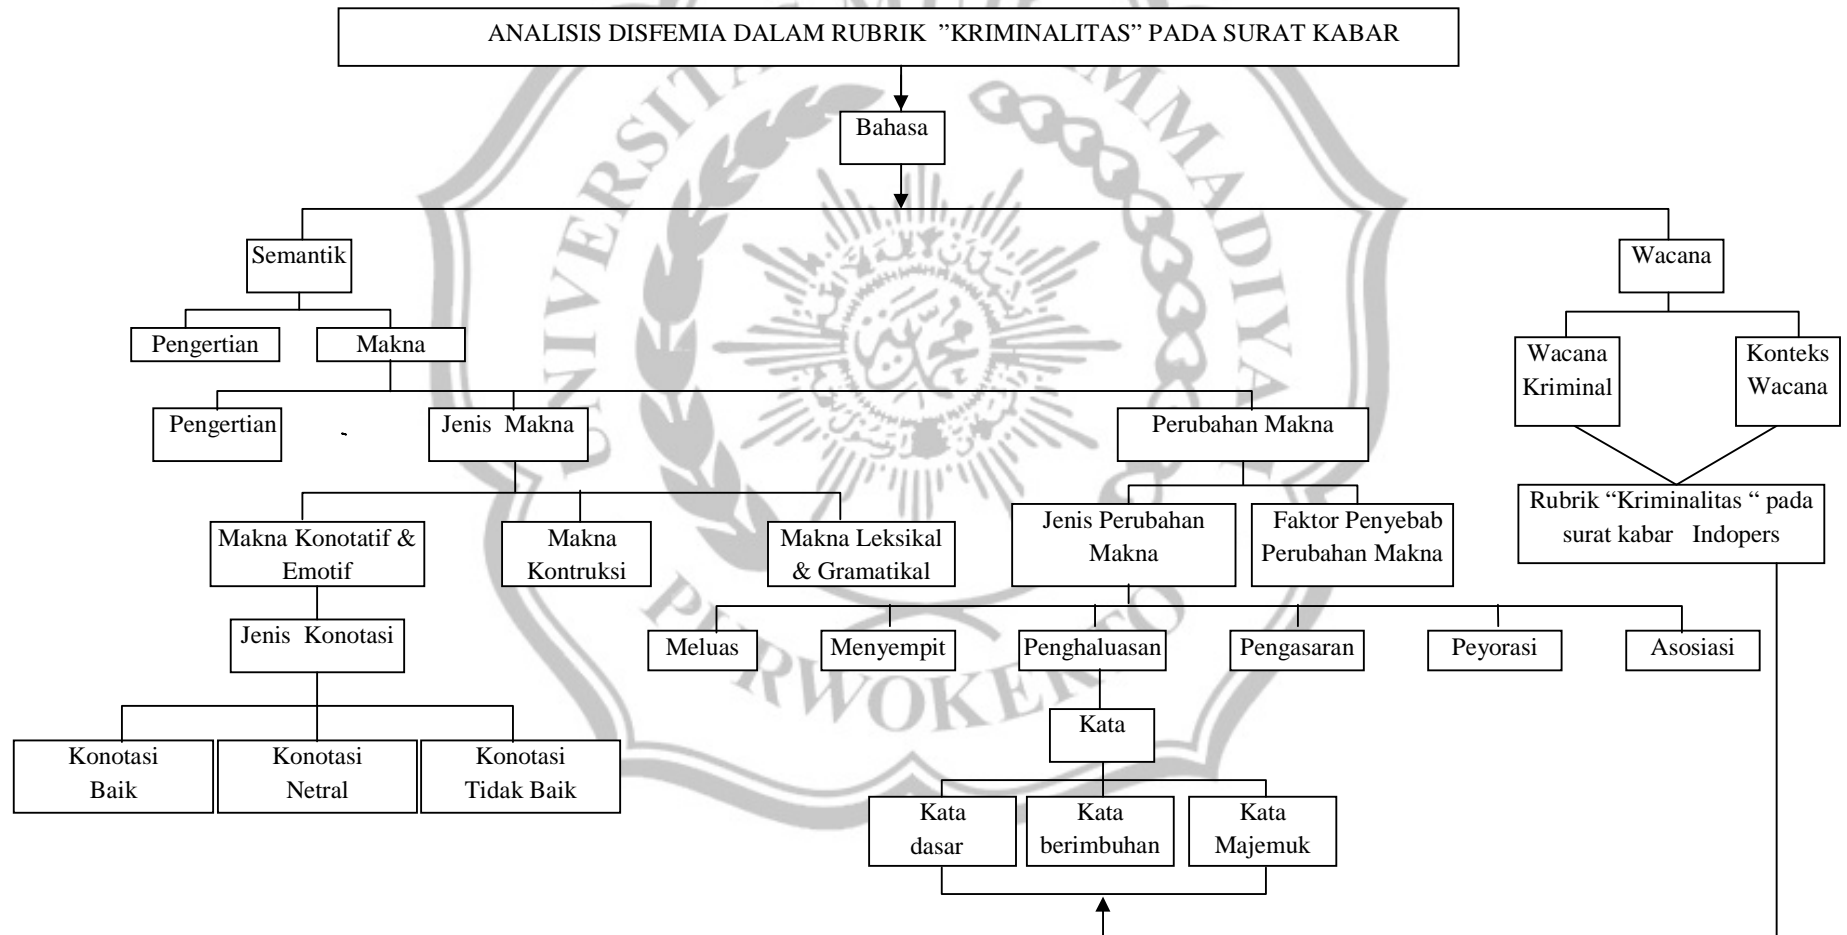 ANALISIS DISFEMIA DALAM RUBRIK ”KRIMINALITAS” PADA SURAT KABAR
Bahasa
Semantik
Wacana
Pengertian
Makna
Wacana
Kriminal
Konteks
Wacana
Pengertian
Jenis Makna
Perubahan Makna
Rubrik “Kriminalitas “ pada
surat kabar Indopers
Makna Konotatif &
Emotif
Makna
Kontruksi
Makna Leksikal
& Gramatikal
Jenis Perubahan
Makna
Faktor Penyebab
Perubahan Makna
Jenis Konotasi
Meluas
Menyempit
Penghaluasan
Pengasaran
Peyorasi
Asosiasi
Konotasi
Baik
Konotasi
Netral
Konotasi
Tidak Baik
Kata
Kata
dasar
Kata
berimbuhan
Kata
Majemuk
UNIVERSITAS MUHAMMADIYAH
PURWOKERTO